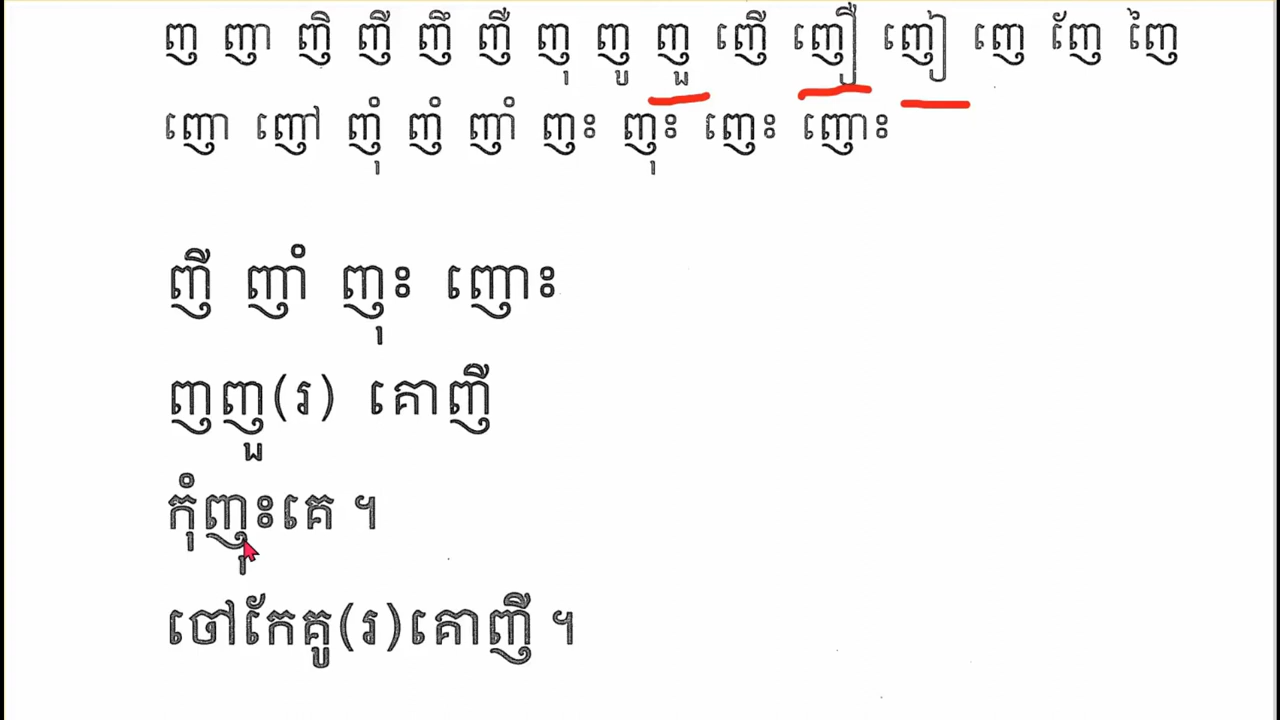 ញ ញា ញិ ញី ញឹ ញឺ ញុ ញូ ញួ ញើ ញឿ ញៀ ញេ ញែ ញៃ
ញោ ញៅ ញុំ ញំ ញាំ ញះ ញុះ ញេះ ញោះ
ញី ញាំ ញុះ ញោះ
ញញួ(រ) គោញី
កុំញុះគេ ។
ចៅកែគូ(រ)គោញី ។